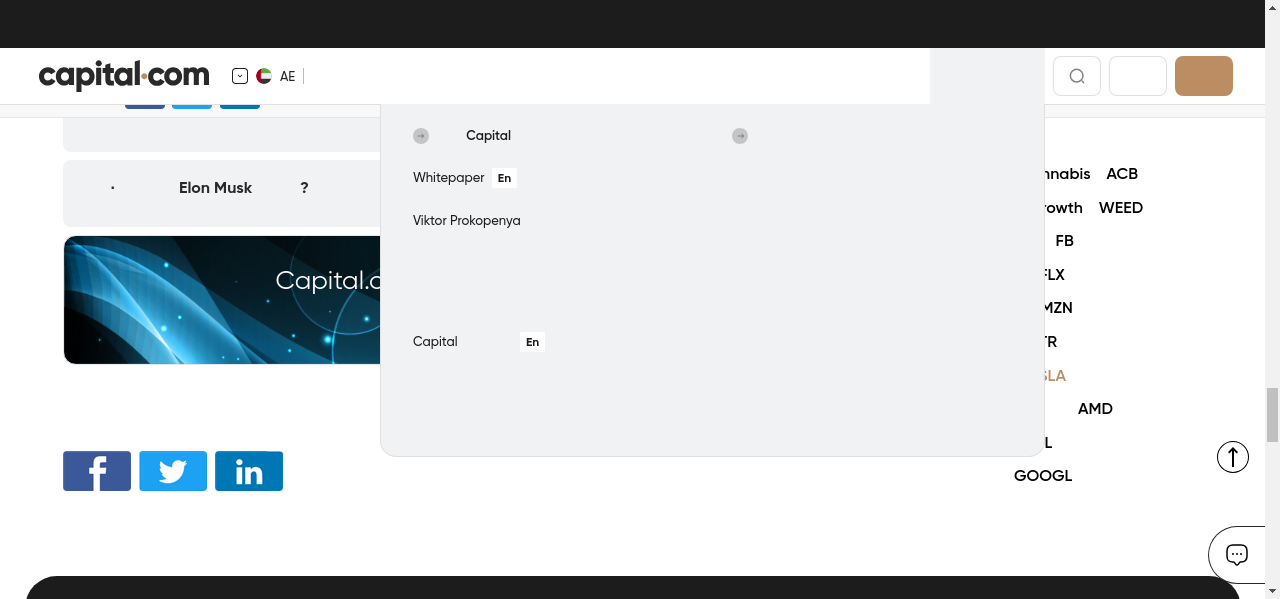 capital.com
AE
Capital
Whitepaper En
Viktor Prokopenya
Capital En
· Elon Musk ?
Capital.c
nnabis ACB
rowth WEED
FB
FLX
MZN
TR
SLA
AMD
L
GOOGL